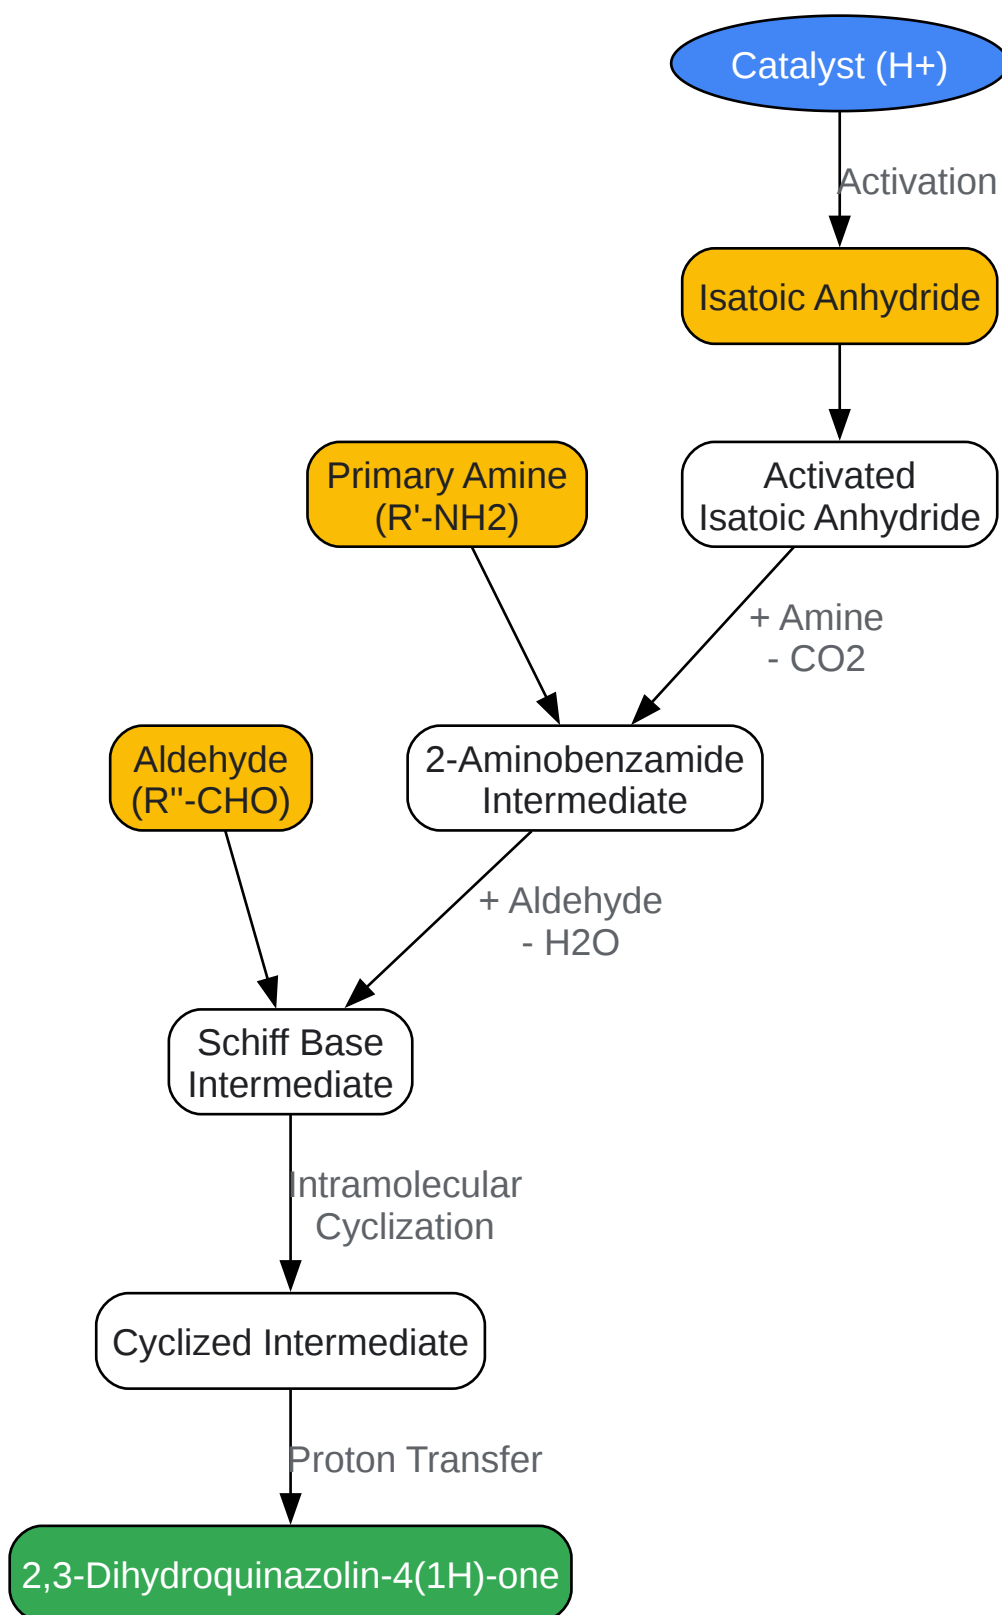 Catalyst (H+)
Activation
Isatoic Anhydride
Primary Amine
(R'-NH2)
Activated
Isatoic Anhydride
+ Amine
- CO2
Aldehyde
(R''-CHO)
2-Aminobenzamide
Intermediate
+ Aldehyde
- H2O
Schiff Base
Intermediate
Intramolecular
Cyclization
Cyclized Intermediate
Proton Transfer
2,3-Dihydroquinazolin-4(1H)-one